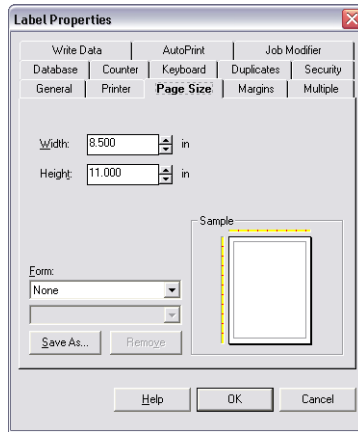 Label Properties
Write Data AutoPrint Job Modifier
Database Counter Keyboard Duplicates Security
General Printer Page Size Margins Multiple
Width: 8.500 in
Height: 11.000 in
Sample
Form:
None
Save As... Remove
Help OK Cancel